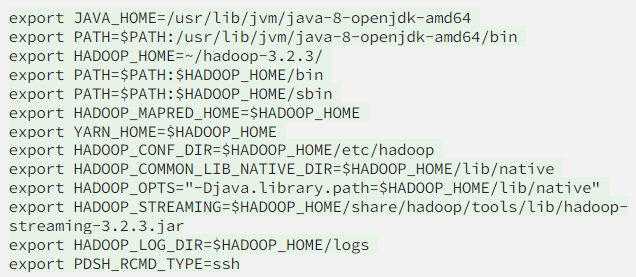 export JAVA_HOME=/usr/lib/jvm/java-8-openjdk-amd64
export PATH=$PATH:/usr/lib/jvm/java-8-openjdk-amd64/bin
export HADOOP_HOME=~/hadoop-3.2.3/
export PATH=$PATH:$HADOOP_HOME/bin
export PATH=$PATH:$HADOOP_HOME/sbin
export HADOOP_MAPRED_HOME=$HADOOP_HOME
export YARN_HOME=$HADOOP_HOME
export HADOOP_CONF_DIR=$HADOOP_HOME/etc/hadoop
export HADOOP_COMMON_LIB_NATIVE_DIR=$HADOOP_HOME/lib/native
export HADOOP_OPTS="-Djava.library.path=$HADOOP_HOME/lib/native"
export HADOOP_STREAMING=$HADOOP_HOME/share/hadoop/tools/lib/hadoop-
streaming-3.2.3.jar
export HADOOP_LOG_DIR=$HADOOP_HOME/logs
export PDSH_RCMD_TYPE=ssh